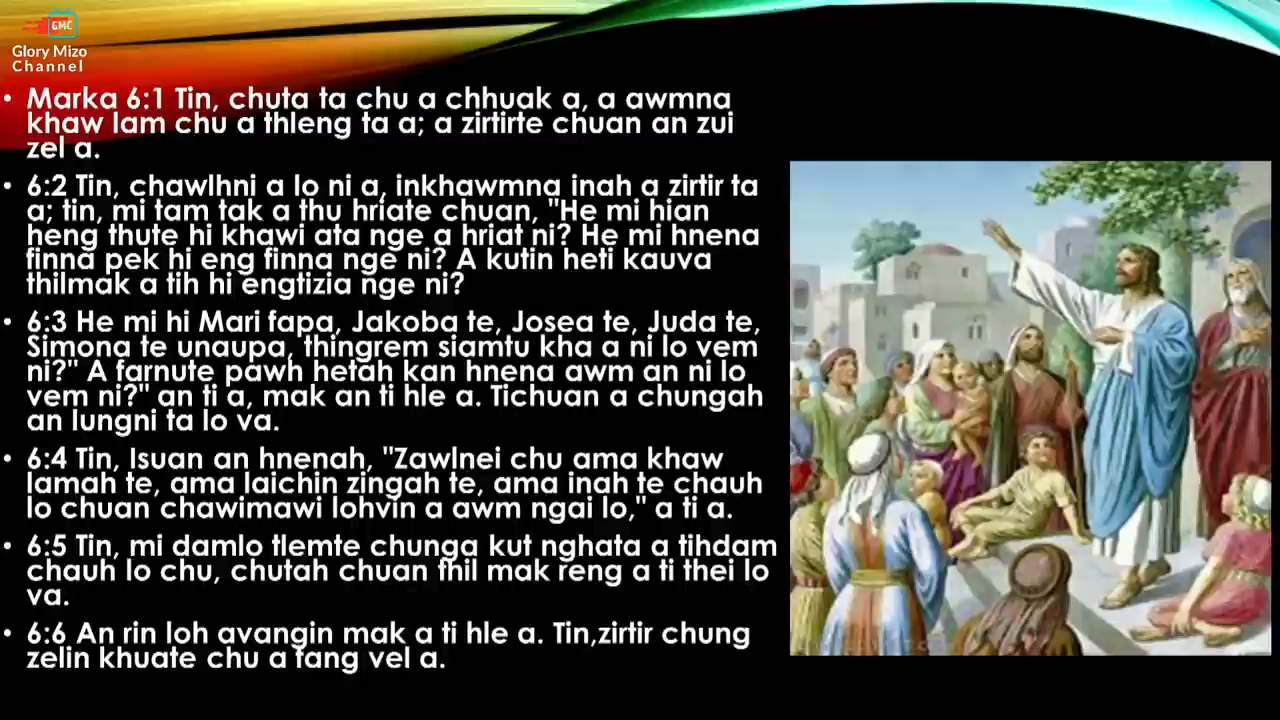 GMC
Glory Mizo
Channel
• Marka 6:1 Tin, chuta ta chu a chhuak a, a awmna
khaw lam chu a thleng ta a; a zirtirte chuan an zui
zel a.
• 6:2 Tin, chawlhni a lo ni a, inkhawmna inah a zirtir ta
a; tin, mi tam tak a thu hriate chuan, "He mi hian
heng thute hi khawi ata nge a hriat ni? He mi hnena
finna pek hi eng finna nge ni? A kutin heti kauva
thilmak a tih hi engtizia nge ni?
• 6:3 He mi hi Mari fapa, Jakoba te, Josea te, Juda te,
Simona te unaupa, thingrem siamtu kha a ni lo vem
ni?" A farnute pawh hetah kan hnena awm an ni lo
vem ni?" an ti a, mak an ti hle a. Tichuan a chungah
an lungni ta lo va.
• 6:4 Tin, Isuan an hnenah, "Zawlnei chu ama khaw
lamah te, ama laichin zingah te, ama inah te chauh
lo chuan chawimawi lohvin a awm ngai lo," a ti a.
• 6:5 Tin, mi damlo tlemte chunga kut nghata a tihdam
chauh lo chu, chutah chuan thil mak reng a ti thei lo
va.
• 6:6 An rin loh avangin mak a ti hle a. Tin,zirtir chung
zelin khuate chu a fang vel a.